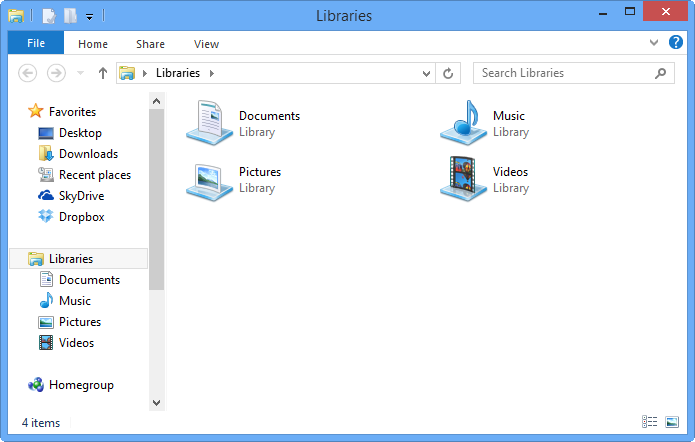 Libraries
File Home Share View
Libraries Search Libraries
Favorites
Desktop
Downloads
Recent places
SkyDrive
Dropbox
Libraries
Documents
Music
Pictures
Videos
Homegroup
Documents
Library
Music
Library
Pictures
Library
Videos
Library
4 items